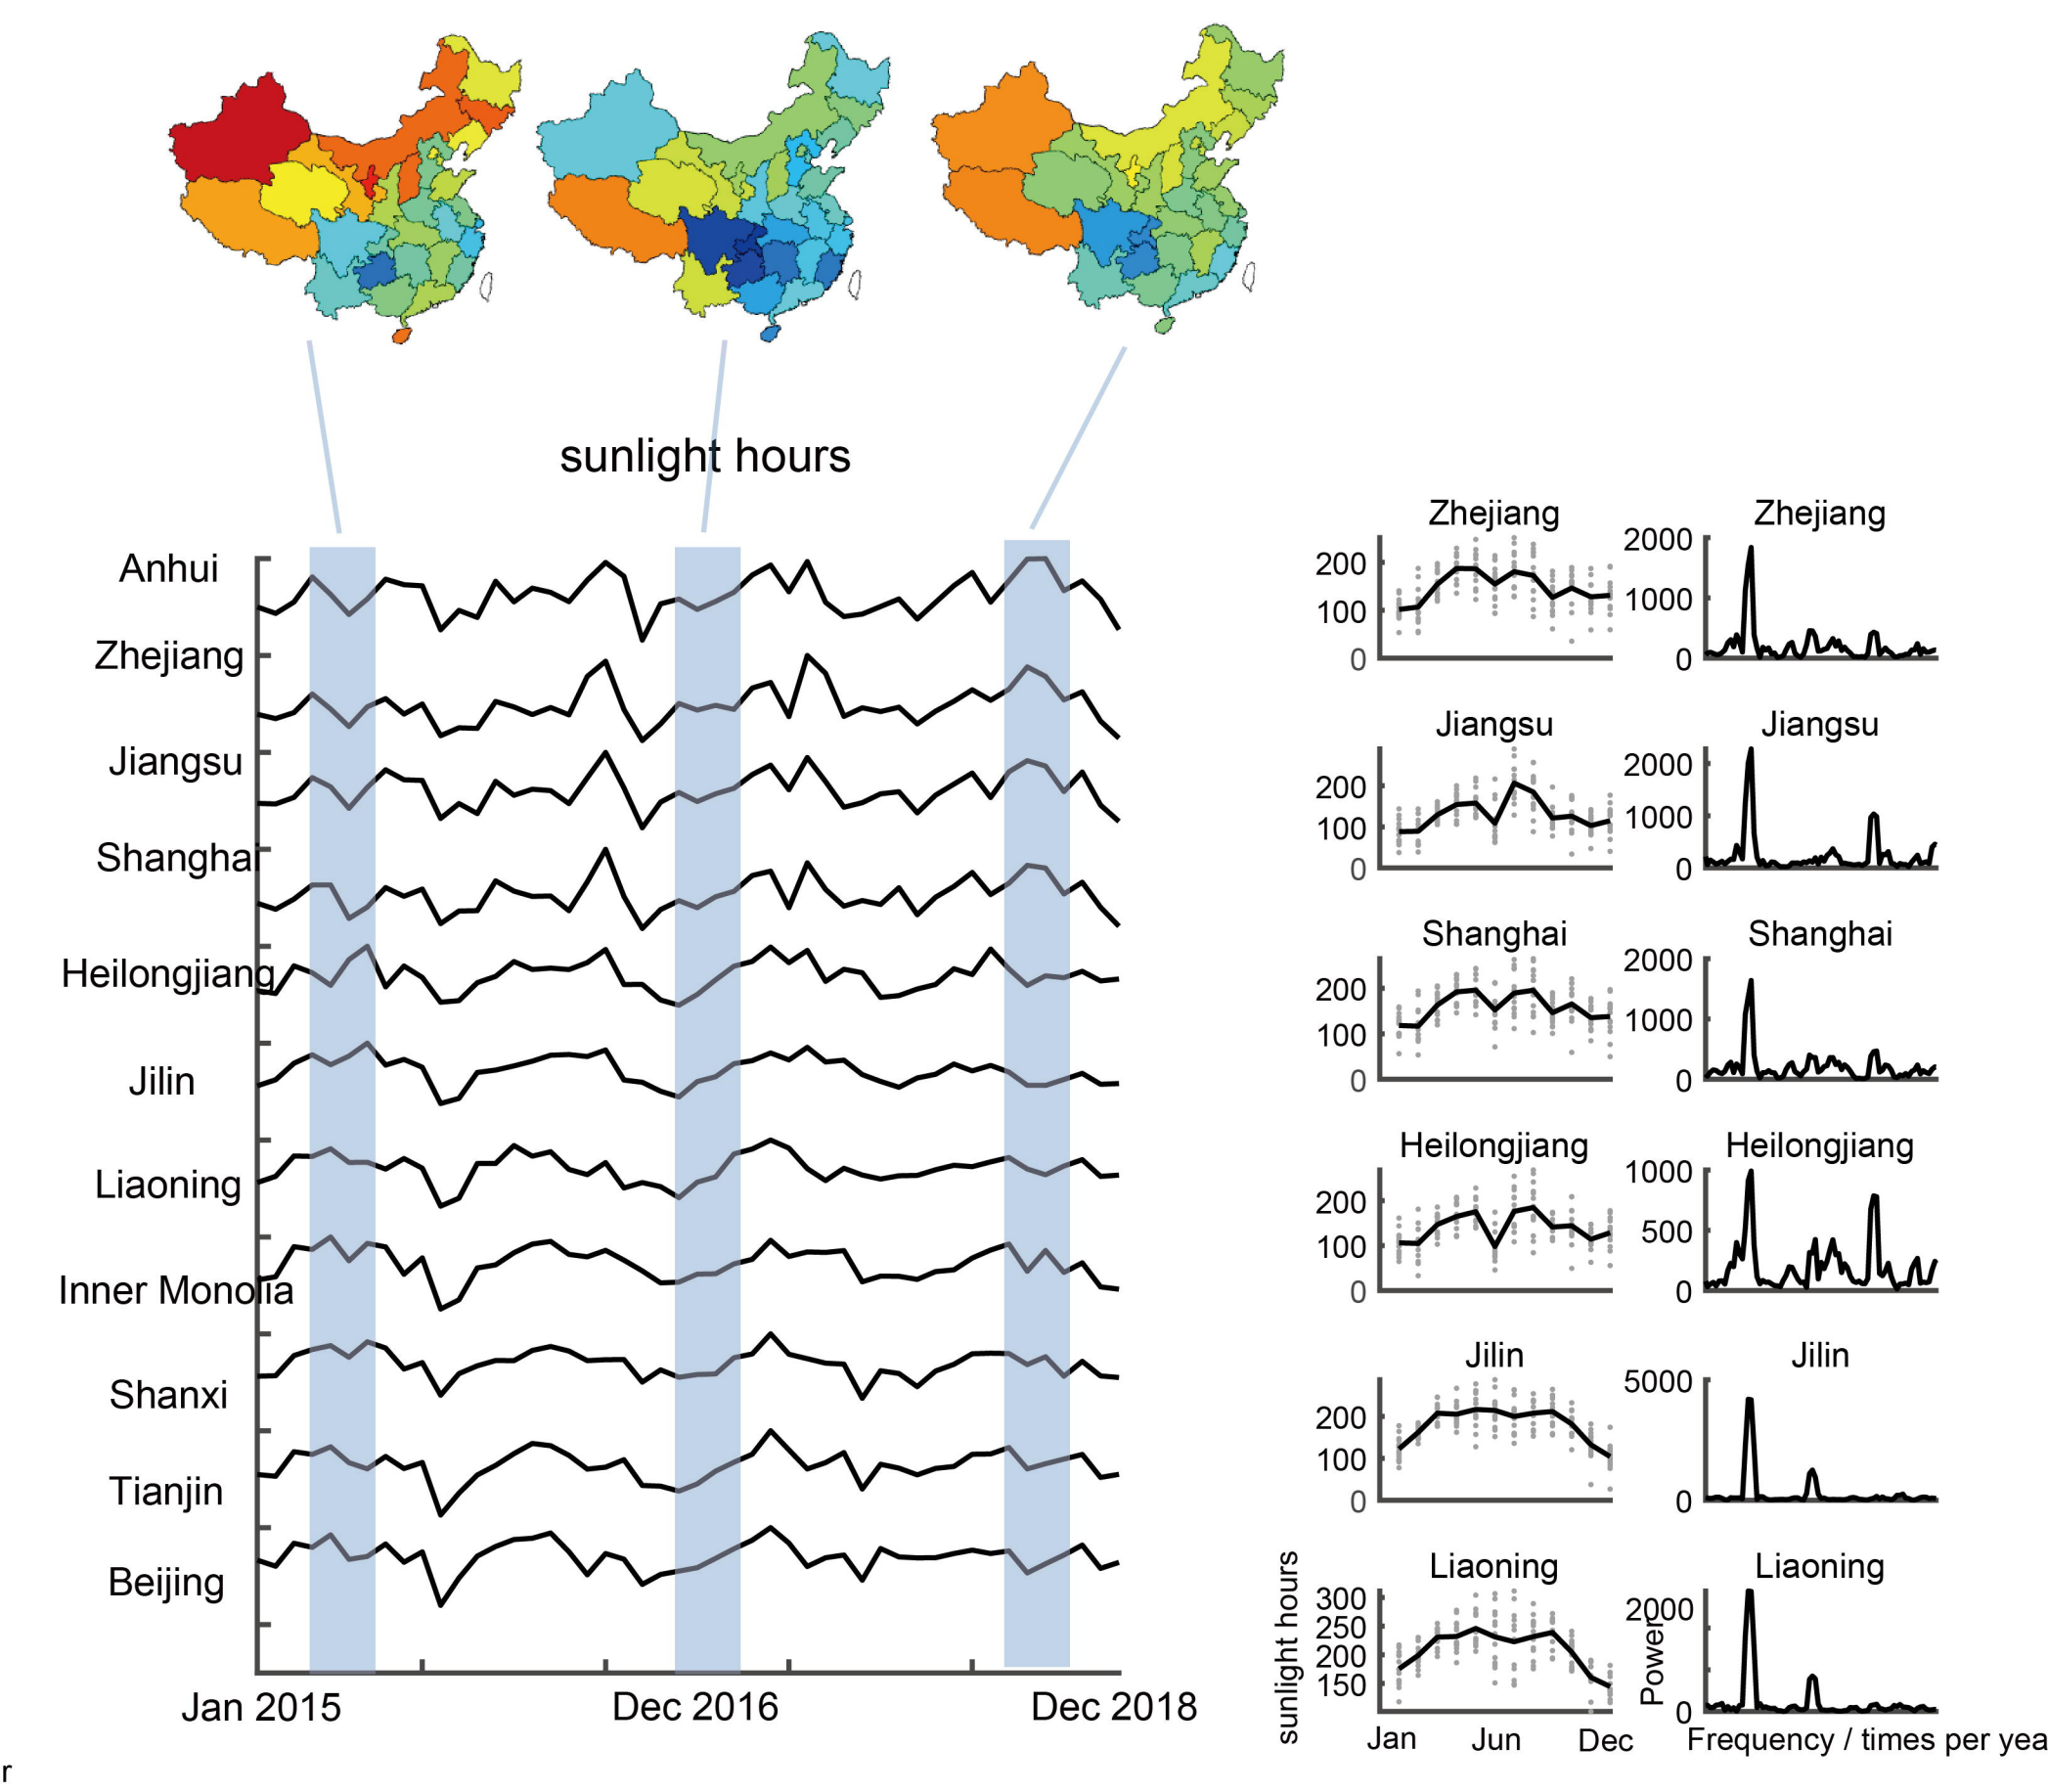 sunlight hours
Anhui
Zhejiang
Jiangsu
Shanghai
Heilongjiang
Jilin
Liaoning
Inner Monolia
Shanxi
Tianjin
Beijing
Jan 2015
Dec 2016
Dec 2018
Zhejiang
200
100
0
Zhejiang
2000
1000
0
Jiangsu
200
100
0
Jiangsu
2000
1000
0
Shanghai
200
100
0
Shanghai
2000
1000
0
Heilongjiang
200
100
0
Heilongjiang
1000
500
0
Jilin
200
100
0
Jilin
5000
0
Liaoning
300
250
200
150
sunlight hours
Jan
Jun
Dec
Liaoning
2000
0
Power
Frequency / times per yea
r